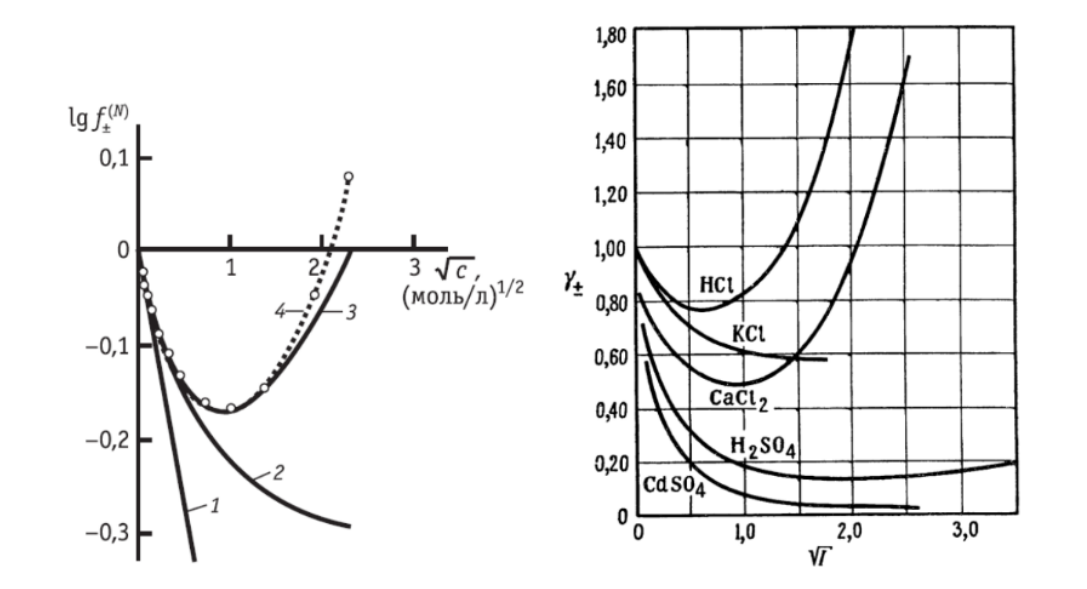 lg f±(N)
0,1
0
–0,1
–0,2
–0,3
1
2
3
√c,
(моль/л)1/2
4
3
2
1
1,80
1,60
1,40
1,20
1,00
0,80
0,60
0,40
0,20
0
γ±
HCl
KCl
CaCl2
H2SO4
CdSO4
0
1,0
2,0
3,0
√I